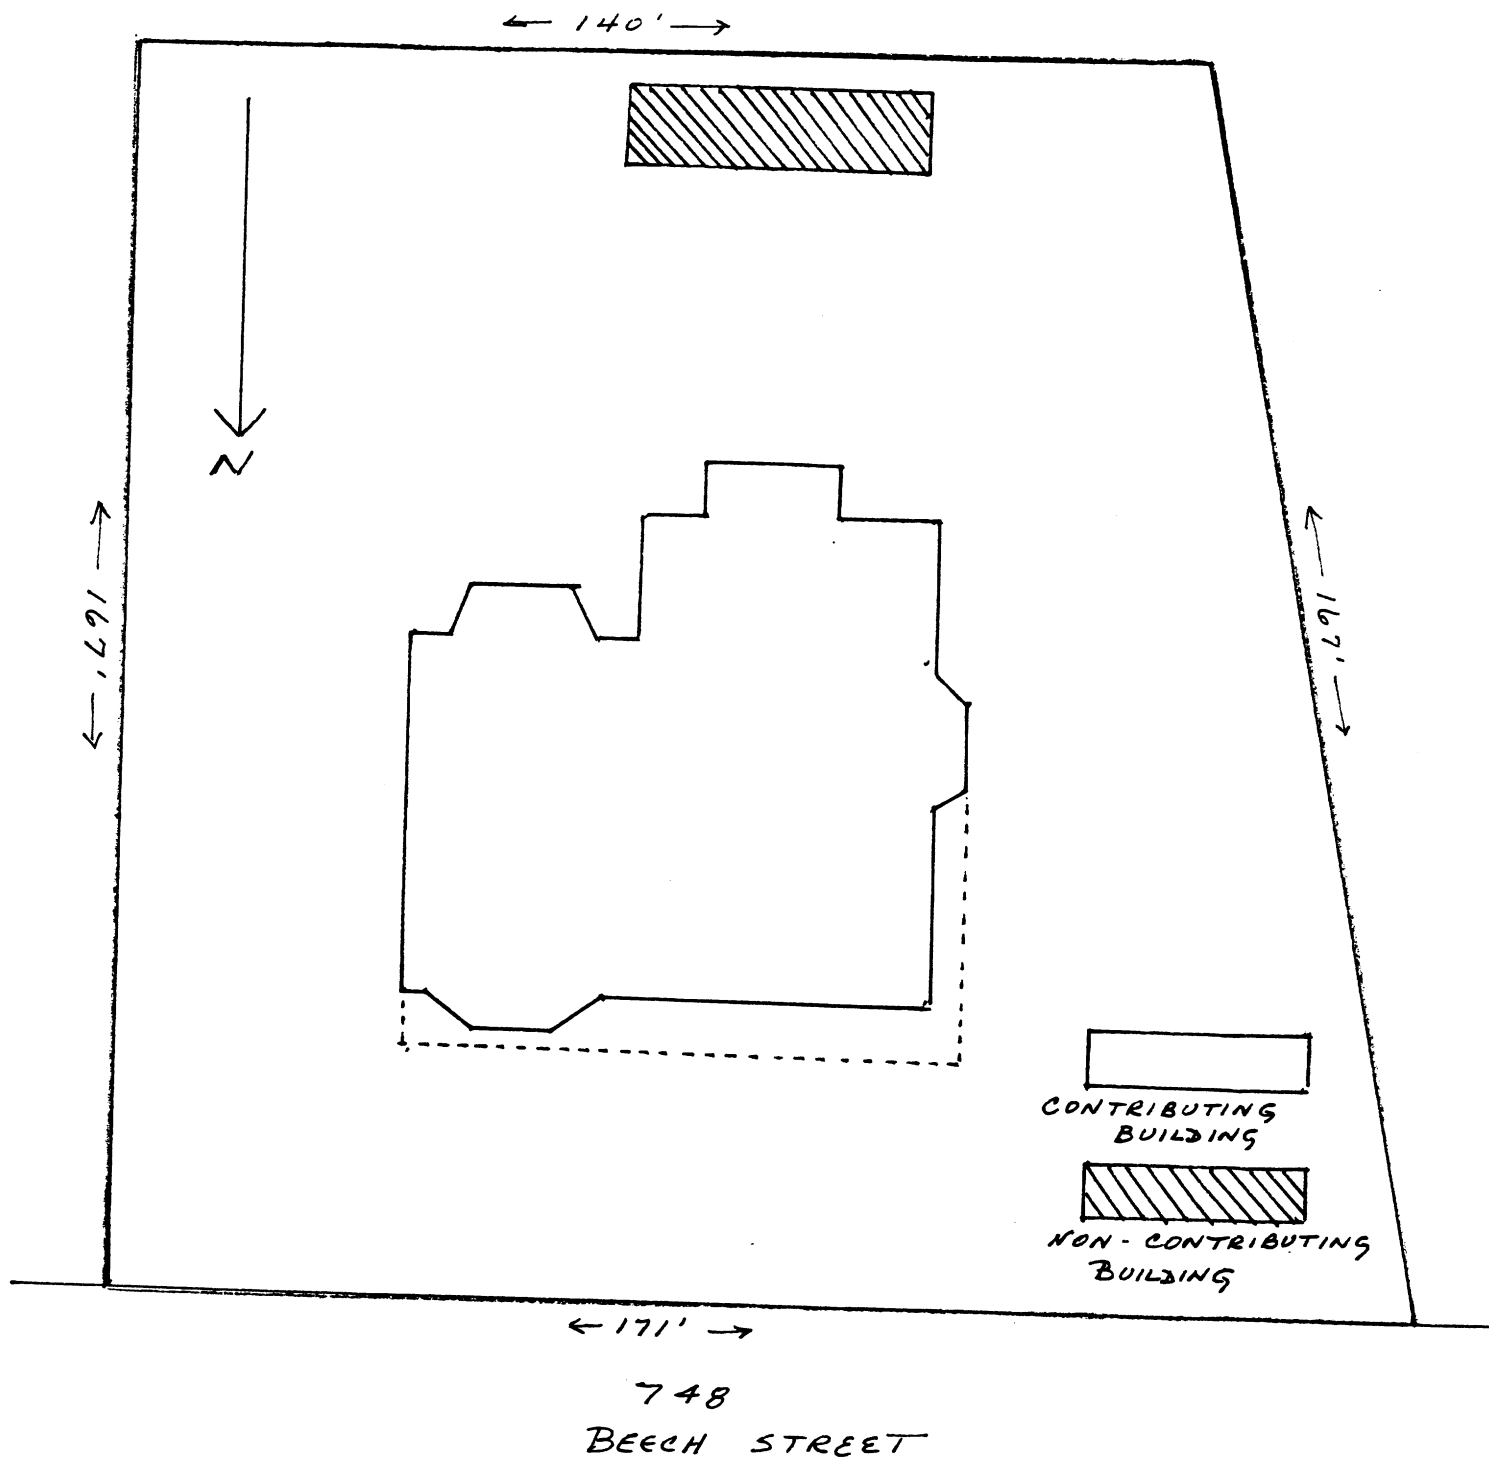 140'
N
167'
167'
CONTRIBUTING
BUILDING
NON-CONTRIBUTING
BUILDING
171'
748
BEECH STREET